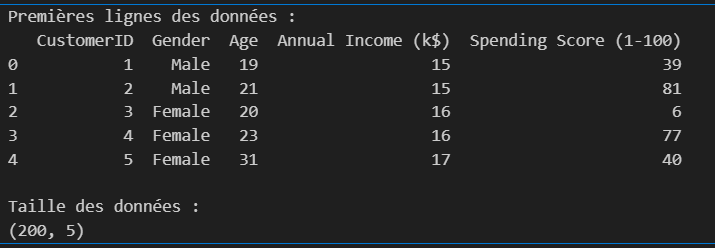 Premières lignes des données :
CustomerID Gender Age Annual Income (k$) Spending Score (1-100)
0 1 Male 19 15 39
1 2 Male 21 15 81
2 3 Female 20 16 6
3 4 Female 23 16 77
4 5 Female 31 17 40
Taille des données :
(200, 5)